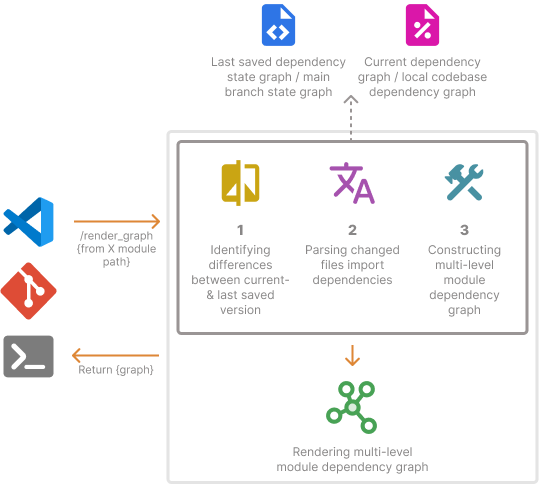 Last saved dependency
state graph / main
branch state graph
Current dependency
graph / local codebase
dependency graph
/render_graph
{from X module
path}
1
Identifying
differences
between current-
& last saved
version
2
Parsing changed
files import
dependencies
3
Constructing
multi-level
module
dependency
graph
Return {graph}
Rendering multi-level
module dependency graph